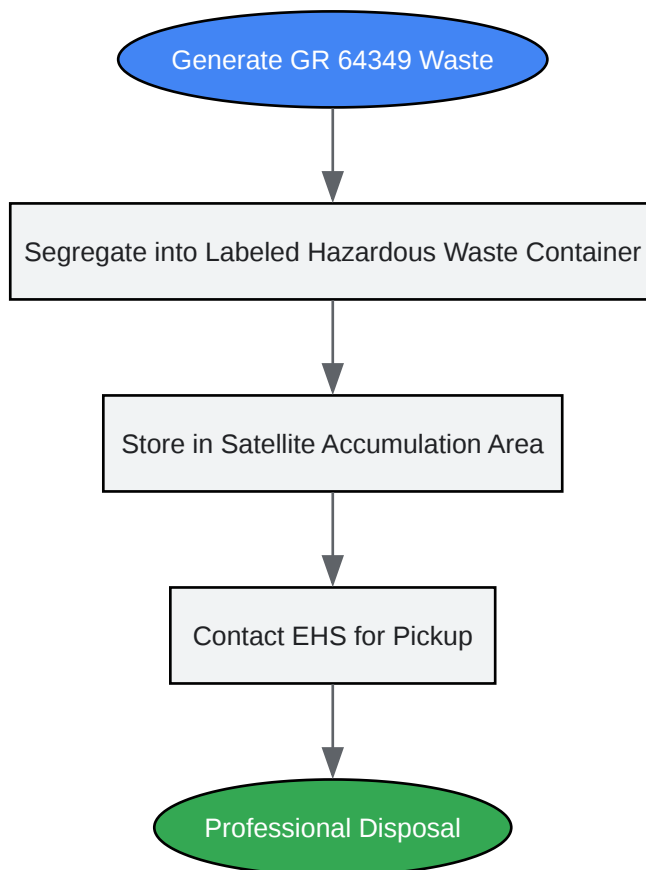 Generate GR 64349 Waste
Segregate into Labeled Hazardous Waste Container
Store in Satellite Accumulation Area
Contact EHS for Pickup
Professional Disposal